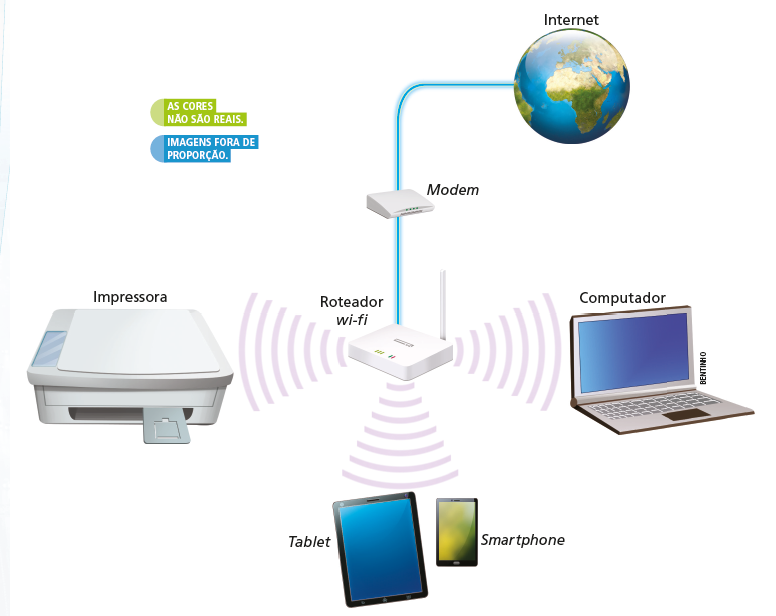 Internet
AS CORES
NÃO SÃO REAIS.
IMAGENS FORA DE
PROPORÇÃO.
Modem
Impressora
Roteador
wi-fi
Computador
BENTINHO
Tablet
Smartphone